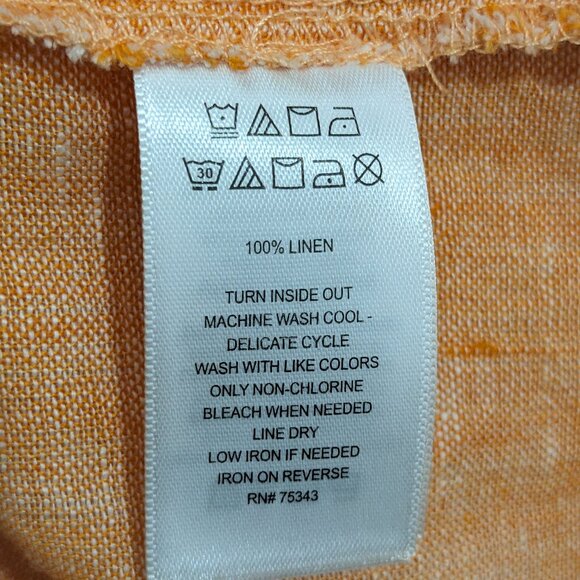 30
100% LINEN
TURN INSIDE OUT
MACHINE WASH COOL -
DELICATE CYCLE
WASH WITH LIKE COLORS
ONLY NON-CHLORINE
BLEACH WHEN NEEDED
LINE DRY
LOW IRON IF NEEDED
IRON ON REVERSE
RN# 75343